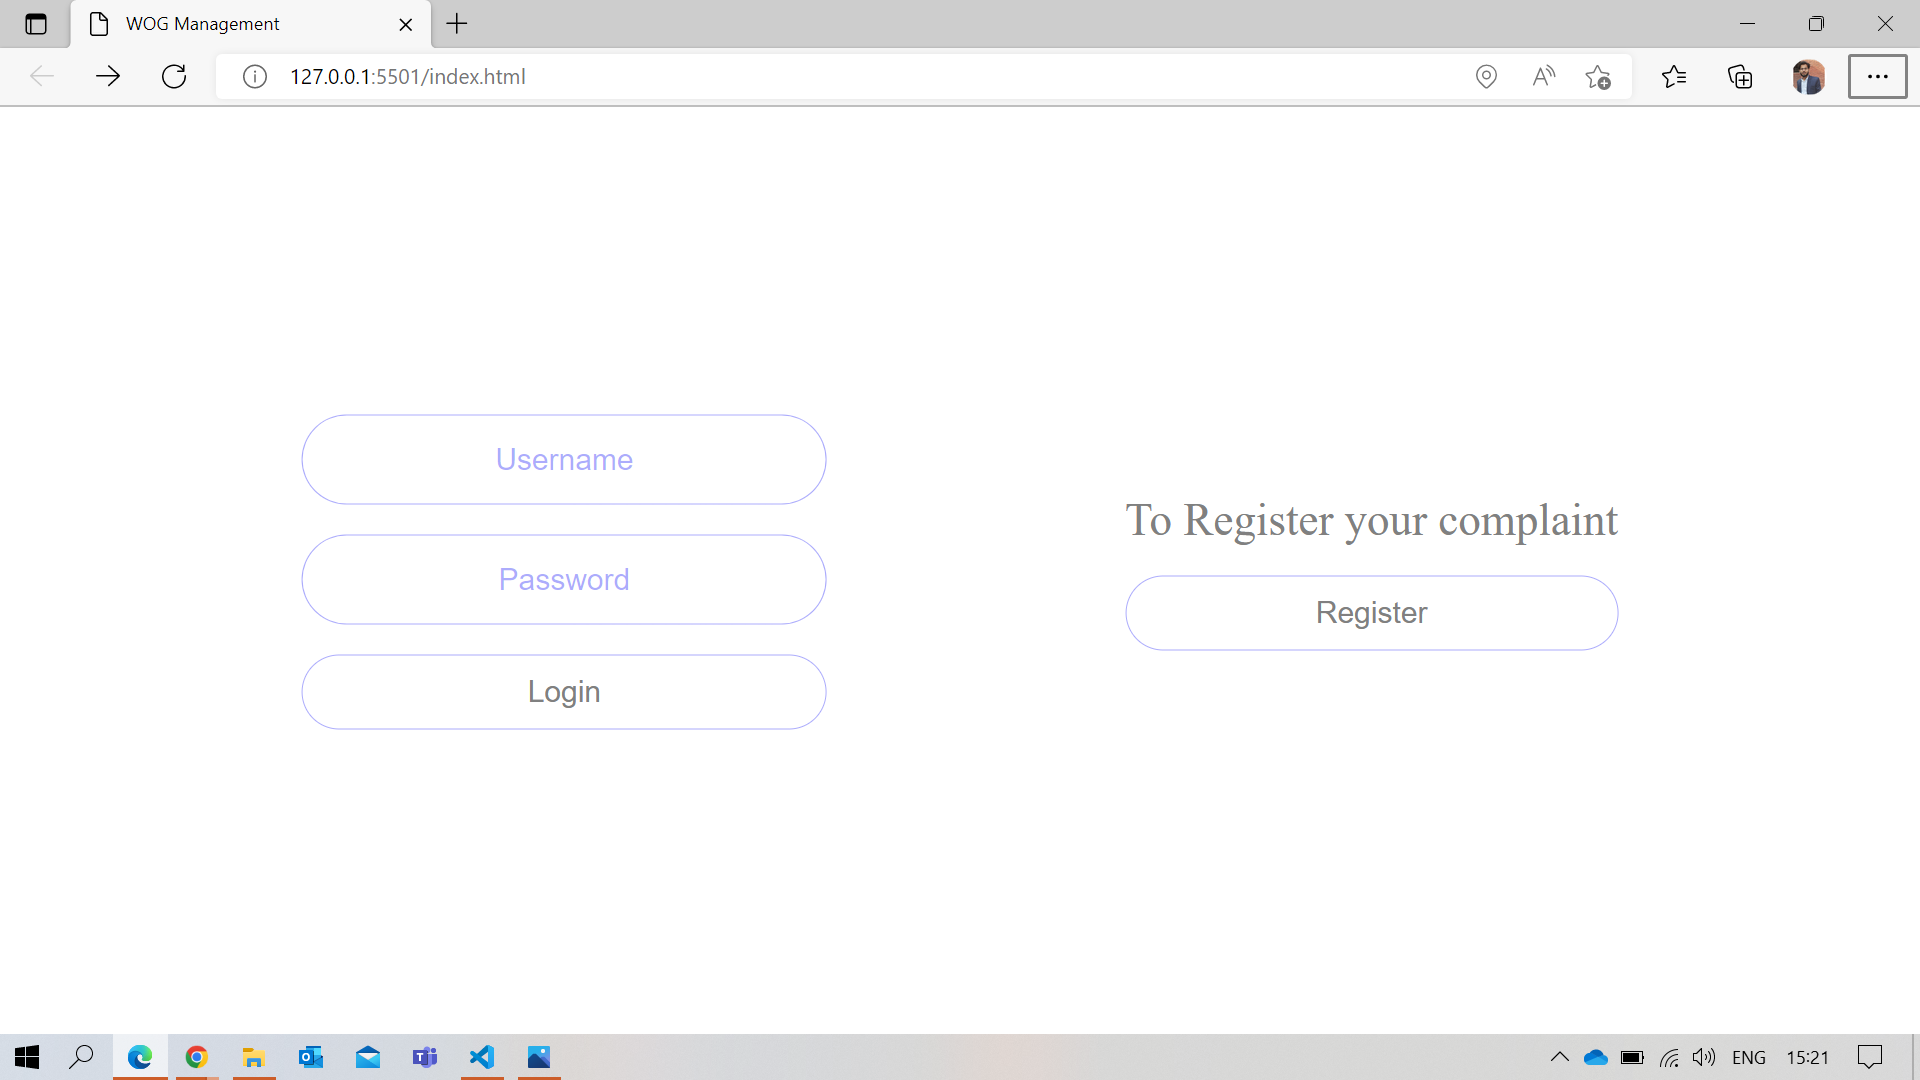 WOG Management
127.0.0.1:5501/index.html
Username
Password
Login
To Register your complaint
Register
ENG
15:21